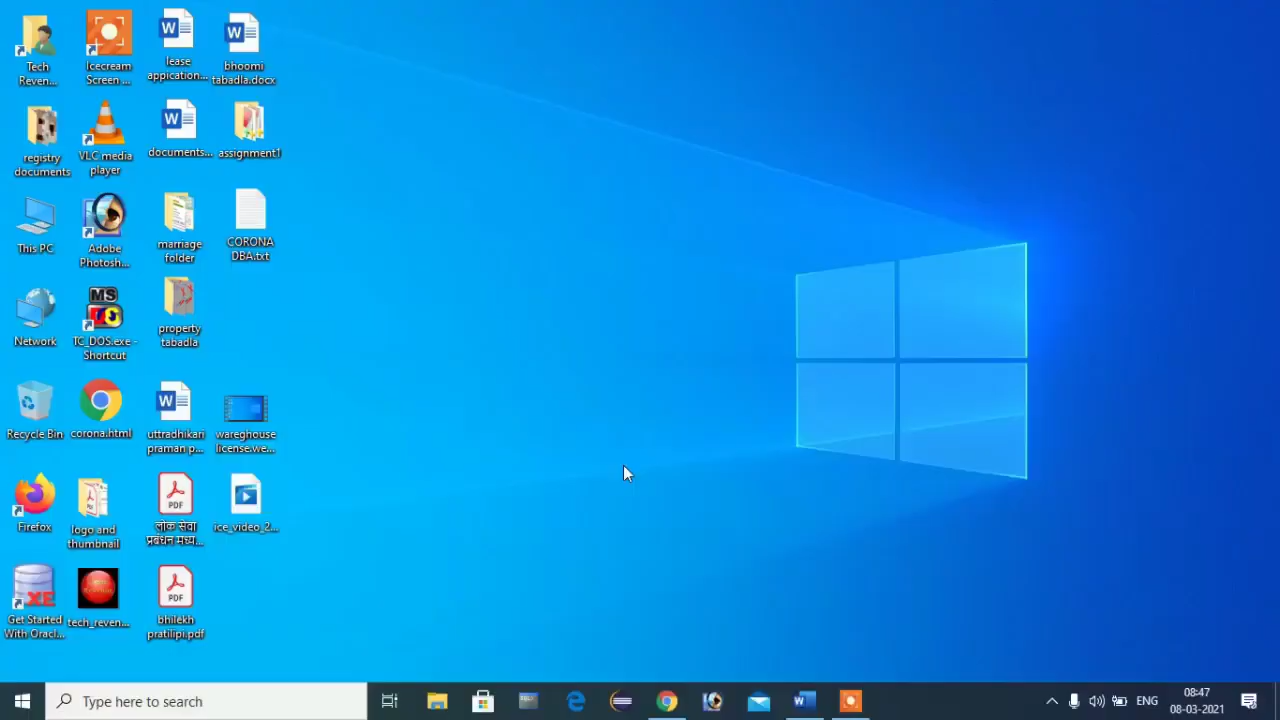 Tech
Reven...
Icecream
Screen ...
lease
appication...
bhoomi
tabadla.docx
registry
documents
VLC media
player
documents...
assignment1
This PC
Adobe
Photosh...
marriage
folder
CORONA
DBA.txt
Network
MS
TC_DOS.exe -
Shortcut
property
tabadla
Recycle Bin
corona.html
uttradhikari
praman p...
wareghouse
license.we...
Firefox
logo and
thumbnail
PDF
लोक सेवा
प्रबंधन मध्य...
ice_video_2...
XE
Get Started
With Oracl...
tech_reven...
PDF
bhilekh
pratilipi.pdf
Type here to search
ENG
08:47
08-03-2021